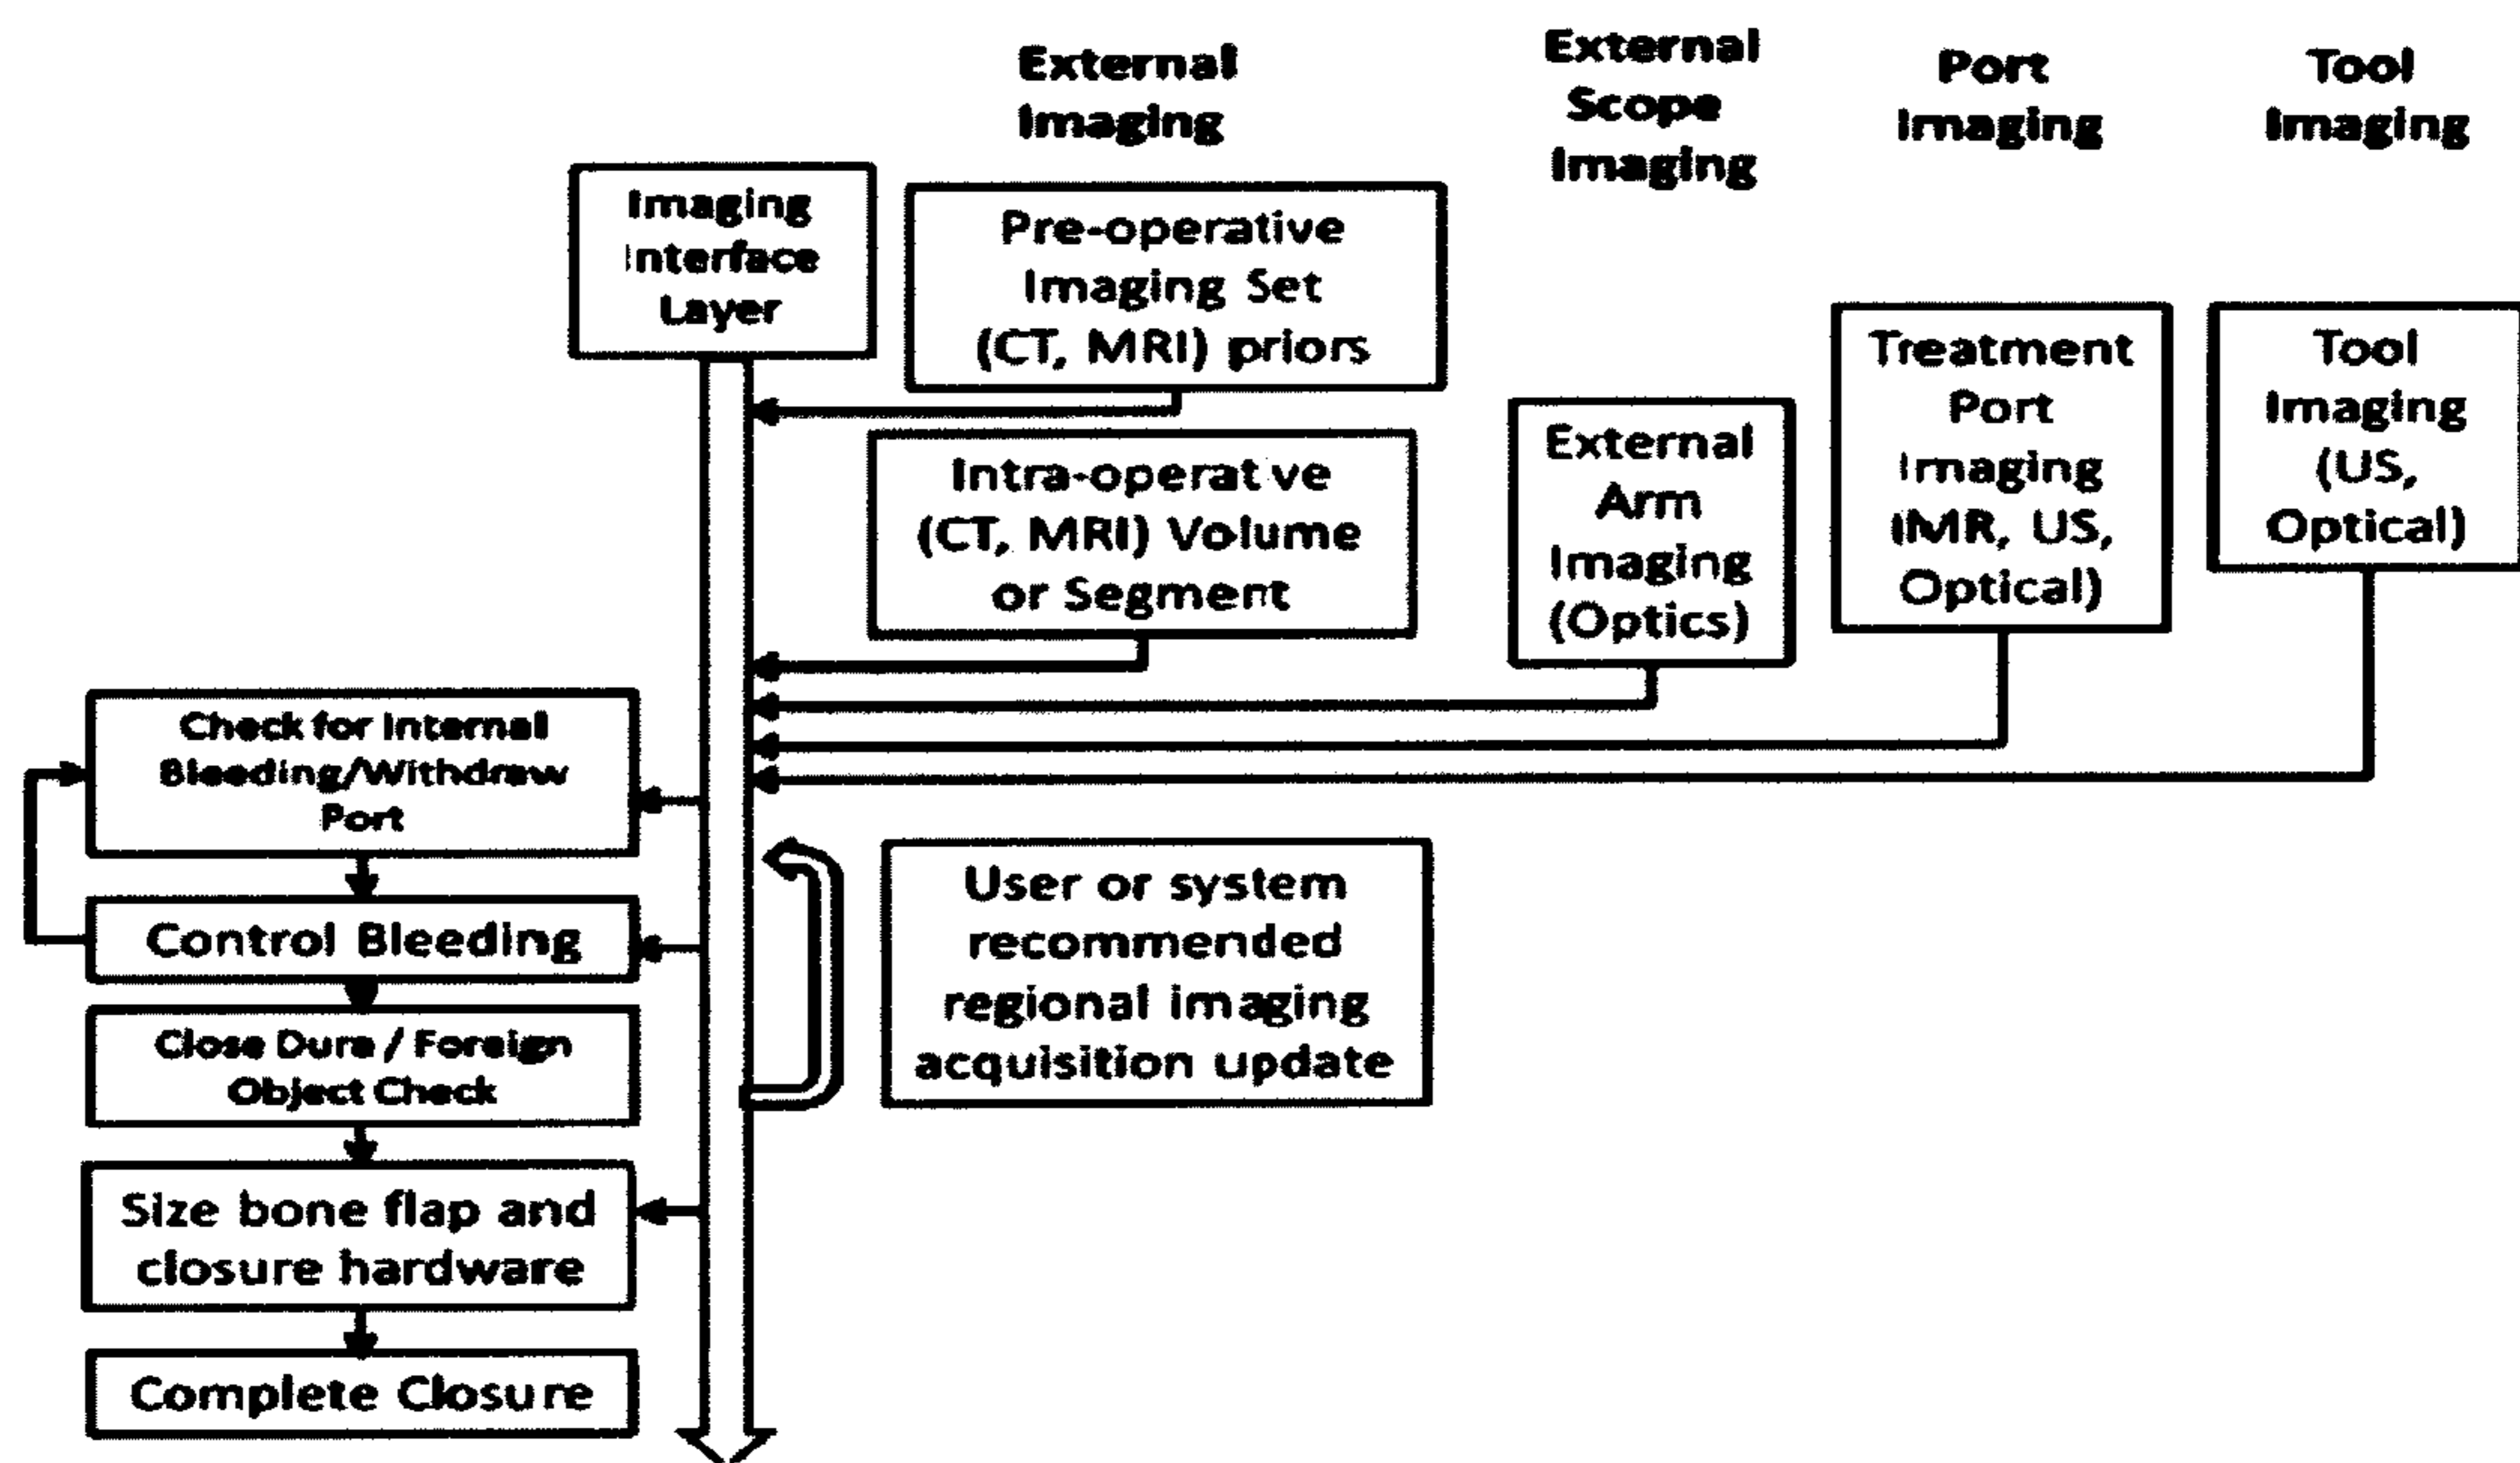 External
Imaging
External
Scope
Imaging
Port
Imaging
Tool
Imaging
Imaging
Interface
Layer
Pre-operative
Imaging Set
(CT, MRI) priors
Intra-operative
(CT, MRI) Volume
or Segment
External
Arm
Imaging
(Optics)
Treatment
Port
Imaging
(MR, US,
Optical)
Tool
Imaging
(US,
Optical)
Check for Internal
Bleeding/Withdraw
Port
Control Bleeding
Close Dura / Foreign
Object Check
Size bone flap and
closure hardware
Complete Closure
User or system
recommended
regional imaging
acquisition update